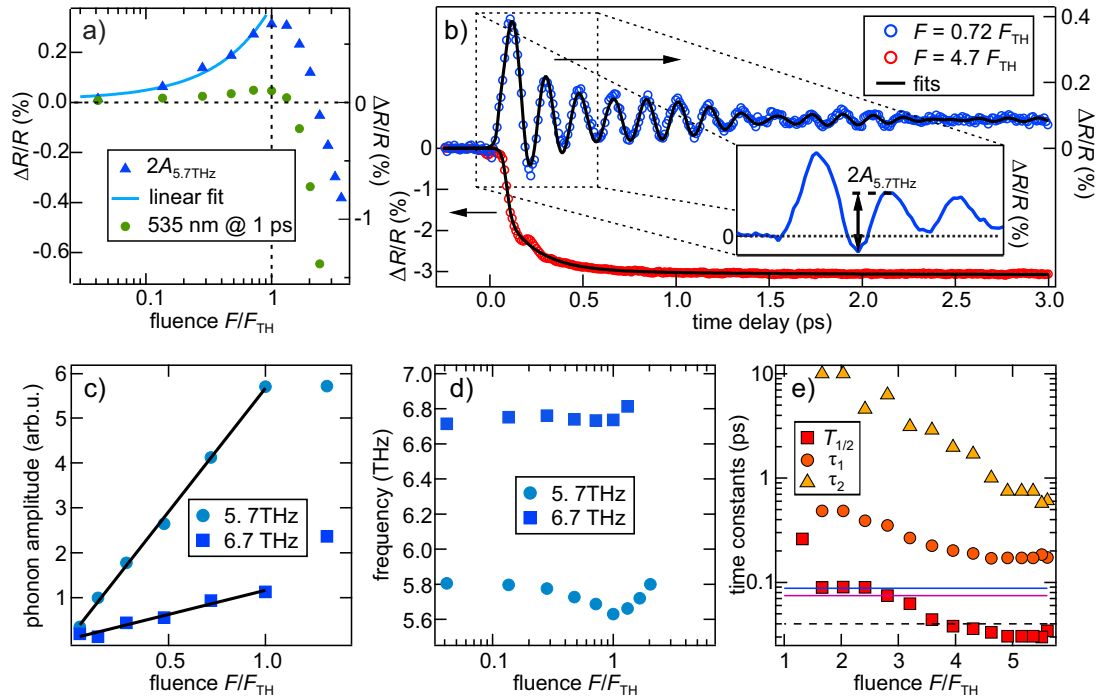 a)
ΔR/R (%)
0.2
0.0
-0.2
-0.4
-0.6
0
-1
ΔR/R (%)
2A5.7THz
linear fit
535 nm @ 1 ps
0.1
1
fluence F/FTH
b)
F = 0.72 FTH
F = 4.7 FTH
fits
0.4
0.2
0
ΔR/R (%)
0
-1
-2
-3
ΔR/R (%)
2A5.7THz
0
ΔR/R (%)
0.0
0.5
1.0
1.5
2.0
2.5
3.0
time delay (ps)
c)
phonon amplitude (arb.u.)
6
5
4
3
2
1
5. 7THz
6.7 THz
0.5
1.0
fluence F/FTH
d)
frequency (THz)
7.0
6.8
6.6
6.4
6.2
6.0
5.8
5.6
5. 7THz
6.7 THz
0.1
1
fluence F/FTH
e)
time constants (ps)
10
1
0.1
T1/2
τ1
τ2
1
2
3
4
5
fluence F/FTH